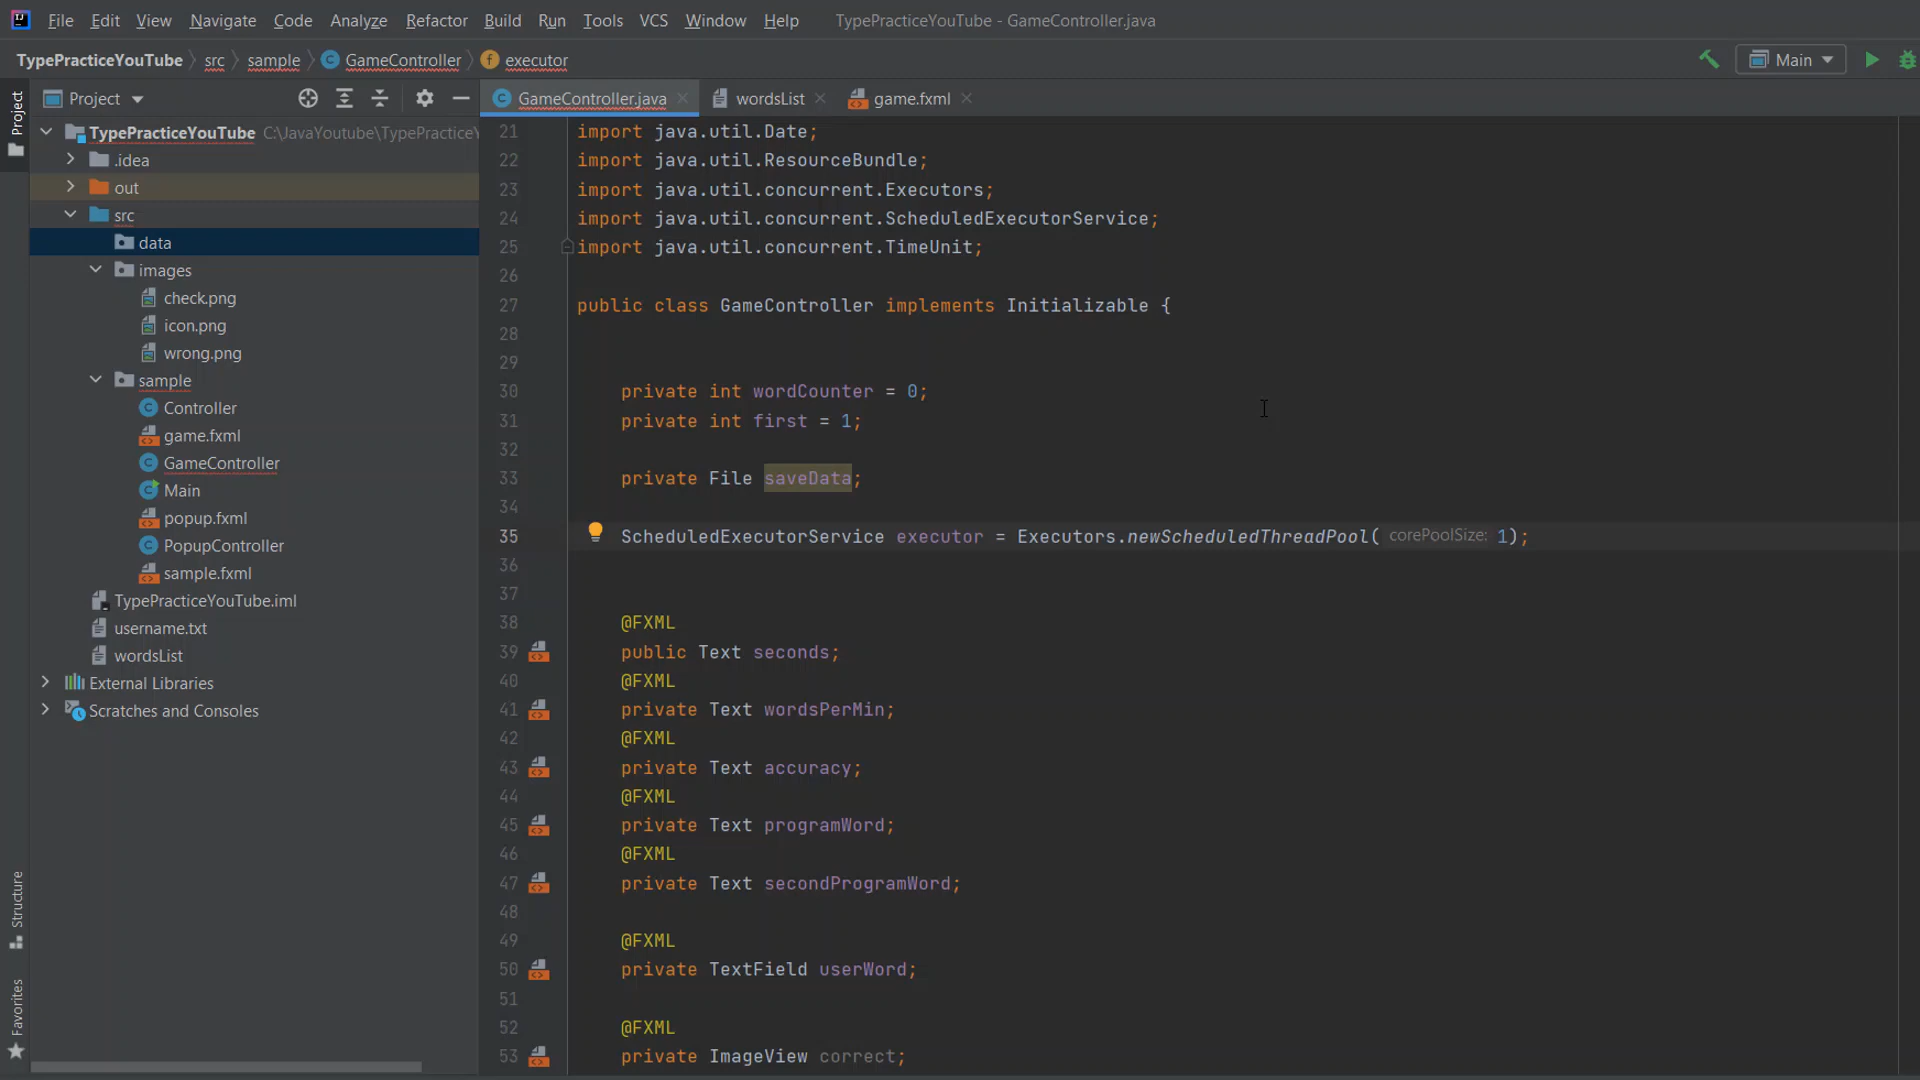 File Edit View Navigate Code Analyze Refactor Build Run Tools VCS Window Help TypePracticeYouTube - GameController.java
TypePracticeYouTube src sample GameController executor Main
Project GameController.java wordsList game.fxml
Project
Structure
Favorites
TypePracticeYouTube C:\JavaYoutube\TypePracticeY
.idea
out
src
data
images
check.png
icon.png
wrong.png
sample
Controller
game.fxml
GameController
Main
popup.fxml
PopupController
sample.fxml
TypePracticeYouTube.iml
username.txt
wordsList
External Libraries
Scratches and Consoles
21 import java.util.Date;
22 import java.util.ResourceBundle;
23 import java.util.concurrent.Executors;
24 import java.util.concurrent.ScheduledExecutorService;
25 import java.util.concurrent.TimeUnit;
26
27 public class GameController implements Initializable {
28
29
30 private int wordCounter = 0;
31 private int first = 1;
32
33 private File saveData;
34
35 ScheduledExecutorService executor = Executors.newScheduledThreadPool( corePoolSize: 1);
36
37
38 @FXML
39 public Text seconds;
40 @FXML
41 private Text wordsPerMin;
42 @FXML
43 private Text accuracy;
44 @FXML
45 private Text programWord;
46 @FXML
47 private Text secondProgramWord;
48
49 @FXML
50 private TextField userWord;
51
52 @FXML
53 private ImageView correct;